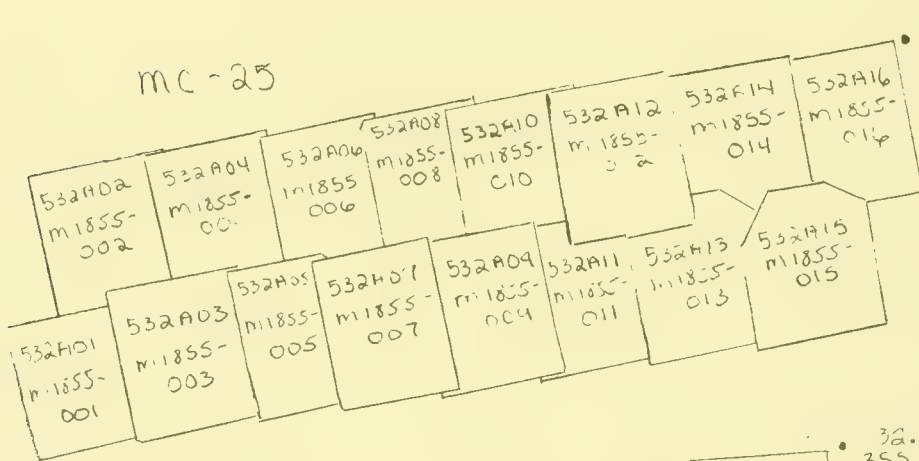 MC-25
532A02
m1855-
002
532A04
m1855-
532A06
m1855
006
532A08
m1855-
008
532A10
m1855-
010
532A12
m1855-
532A14
m1855-
014
532A16
m1855-
016
532A01
m1855-
001
532A03
m1855-
003
532A05
m1855-
005
532A07
m1855-
007
532A09
m1855-
009
532A11
m1855-
011
532A13
m1855-
013
532A15
m1855-
015